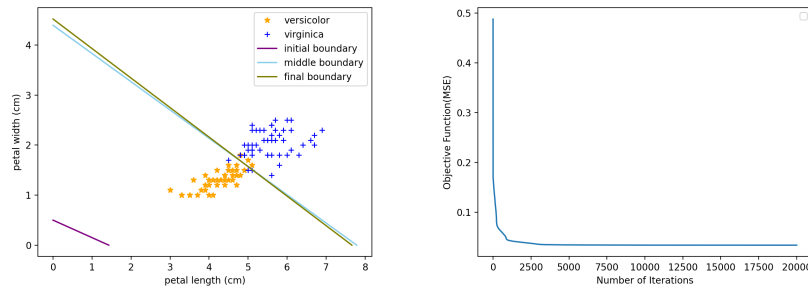 versicolor
virginica
initial boundary
middle boundary
final boundary
petal width (cm)
4
3
2
1
0
0 1 2 3 4 5 6 7 8
petal length (cm)
Objective Function(MSE)
0.5
0.4
0.3
0.2
0.1
0 2500 5000 7500 10000 12500 15000 17500 20000
Number of Iterations